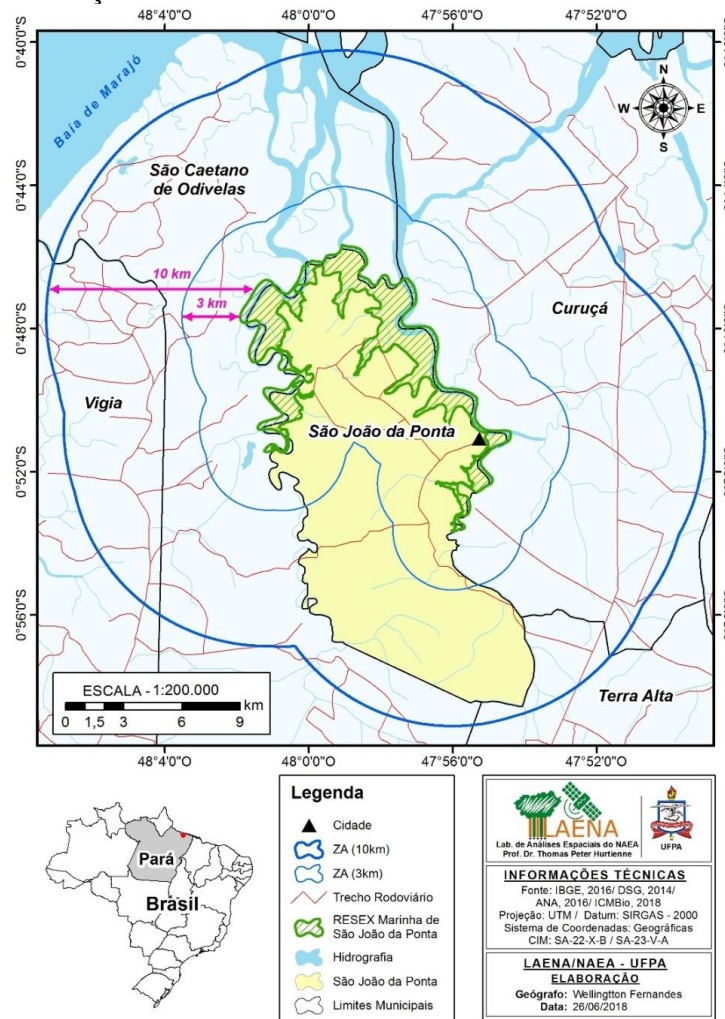 48°4'0"W 48°0'0"W 47°56'0"W 47°52'0"W
0°40'0"S
0°44'0"S
0°48'0"S
0°52'0"S
0°56'0"S
N
W E
S
Baía de Marajó
São Caetano
de Odivelas
10 km
3 km
Curuçá
Vigia
São João da Ponta
Terra Alta
ESCALA - 1:200.000
0 1,5 3 6 9 km
48°4'0"W 48°0'0"W 47°56'0"W 47°52'0"W
Pará
Brasil
Legenda
Cidade
ZA (10km)
ZA (3km)
Trecho Rodoviário
RESEX Marinha de
São João da Ponta
Hidrografia
São João da Ponta
Limites Municipais
LAENA
Lab. de Análises Espaciais do NAEA
Prof. Dr. Thomas Peter Hurtienne
UFPA
INFORMAÇÕES TÉCNICAS
Fonte: IBGE, 2016/ DSG, 2014/
ANA, 2016/ ICMBio, 2018
Projeção: UTM / Datum: SIRGAS - 2000
Sistema de Coordenadas: Geográficas
CIM: SA-22-X-B / SA-23-V-A
LAENA/NAEA - UFPA
ELABORAÇÃO
Geógrafo: Wellingtton Fernandes
Data: 26/06/2018